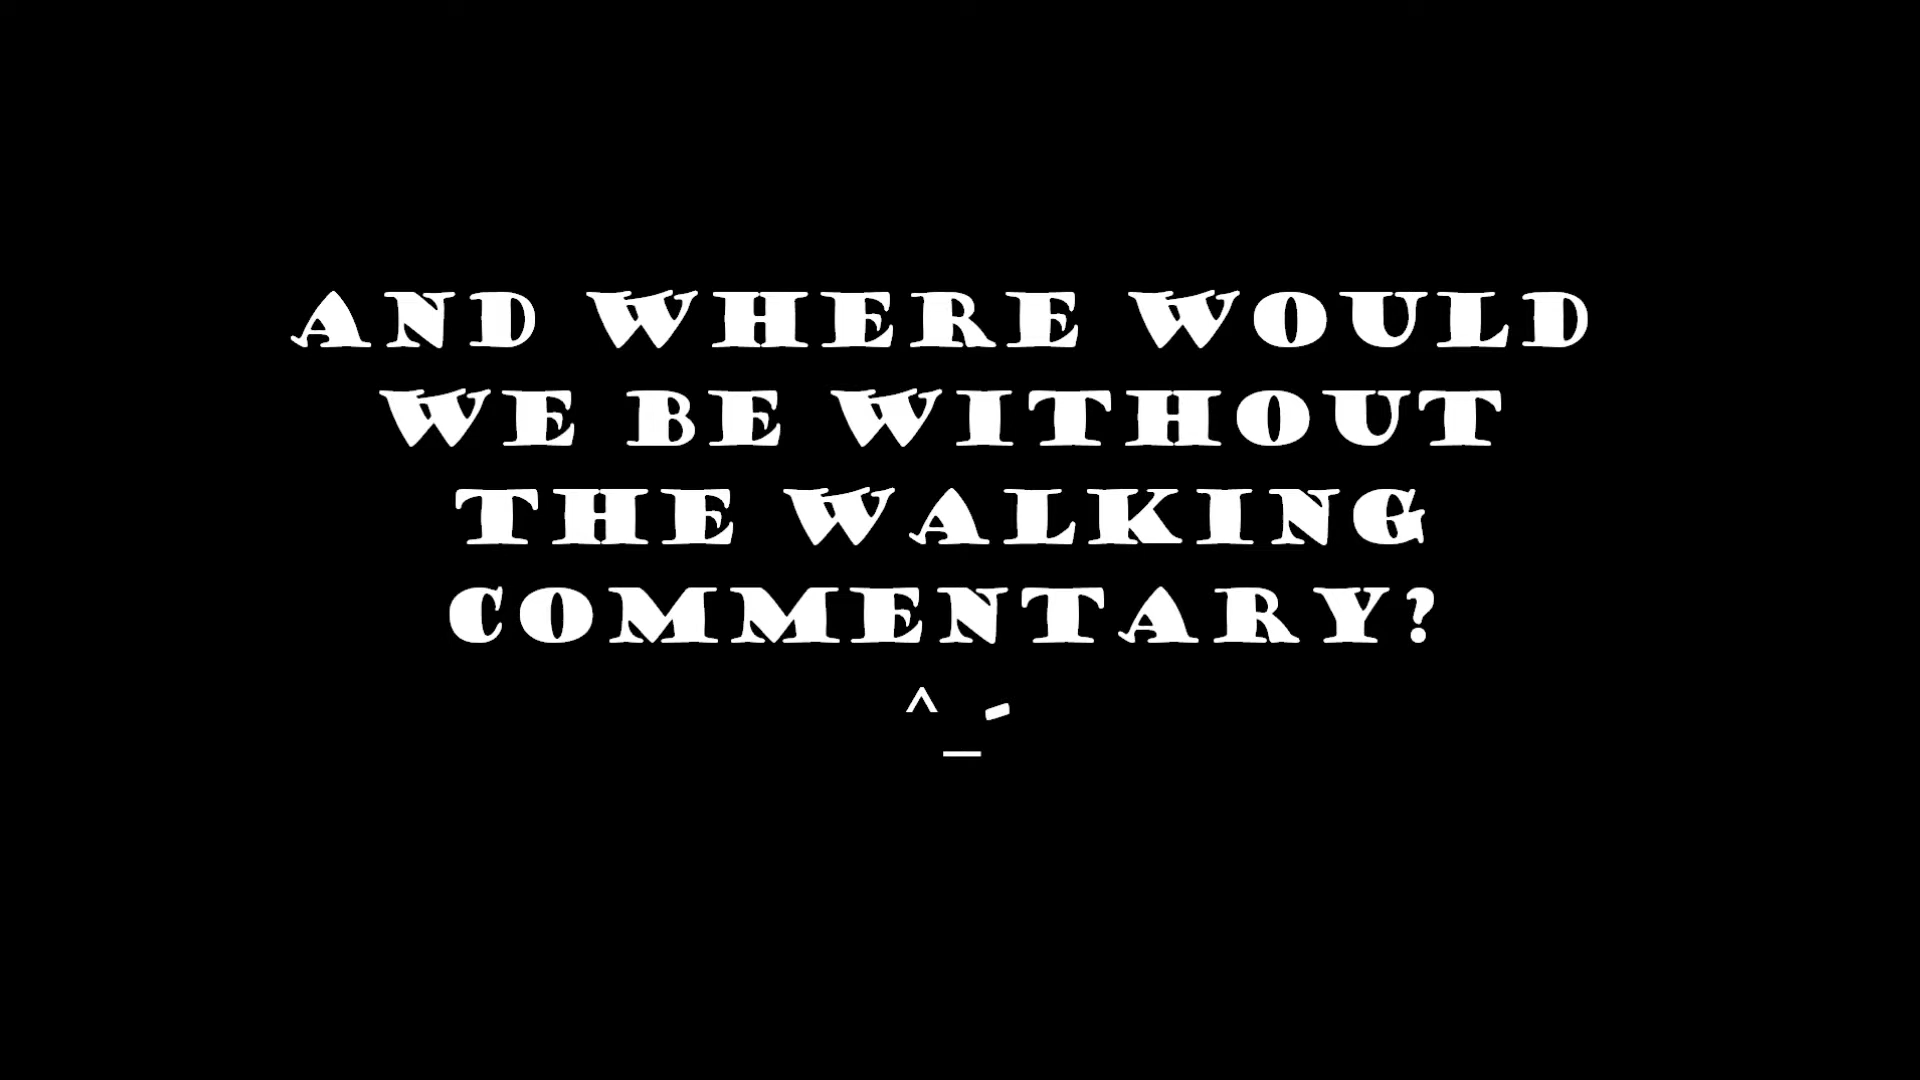 AND WHERE WOULD
WE BE WITHOUT
THE WALKING
COMMENTARY?
^_-